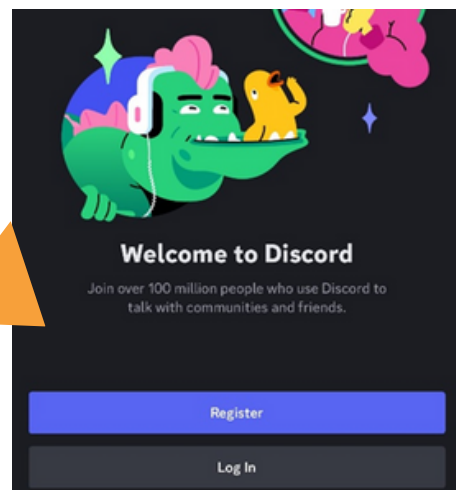 Welcome to Discord
Join over 100 million people who use Discord to
talk with communities and friends.
Register
Log In